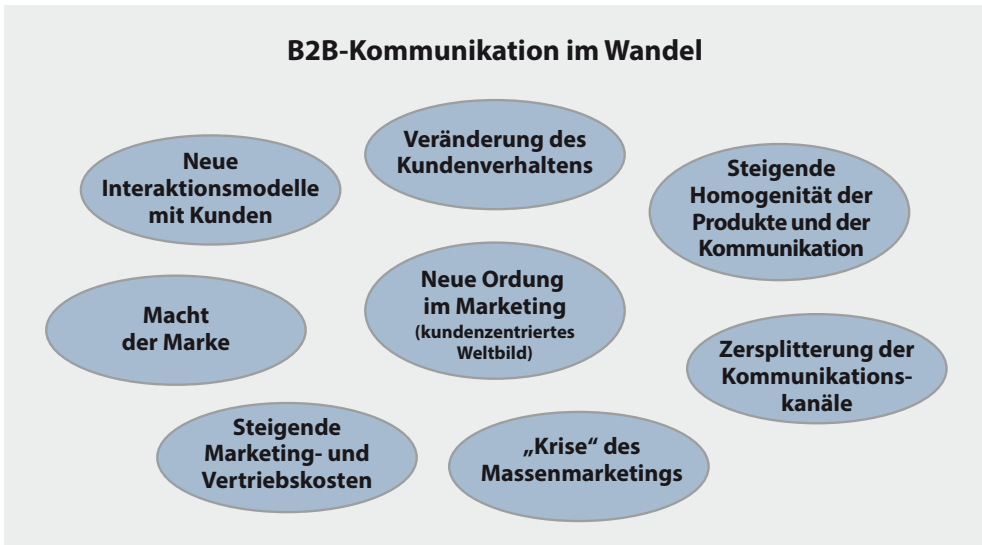 B2B-Kommunikation im Wandel
Neue
Interaktionsmodelle
mit Kunden
Veränderung des
Kundenverhaltens
Steigende
Homogenität der
Produkte und der
Kommunikation
Macht
der Marke
Neue Ordung
im Marketing
(kundenzentriertes
Weltbild)
Zersplitterung der
Kommunikations-
kanäle
Steigende
Marketing- und
Vertriebskosten
„Krise“ des
Massenmarketings